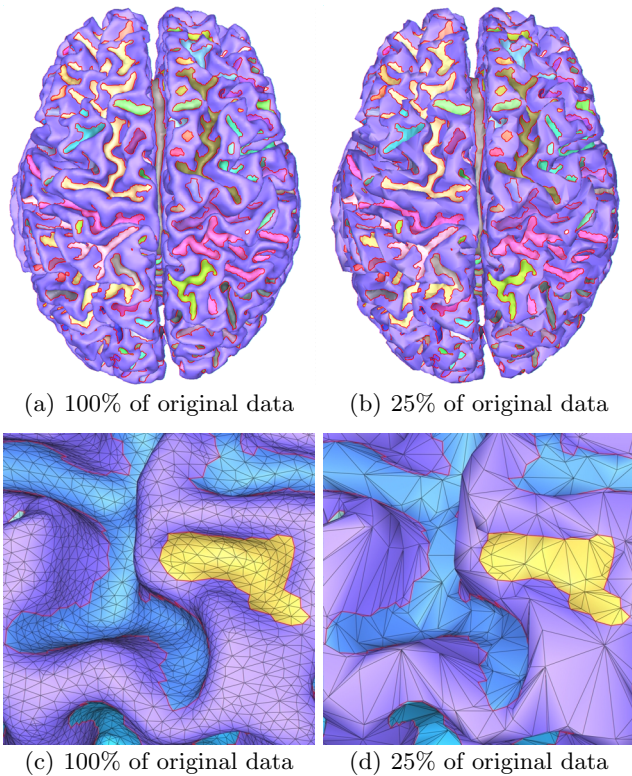 (a) 100% of original data
(b) 25% of original data
(c) 100% of original data
(d) 25% of original data